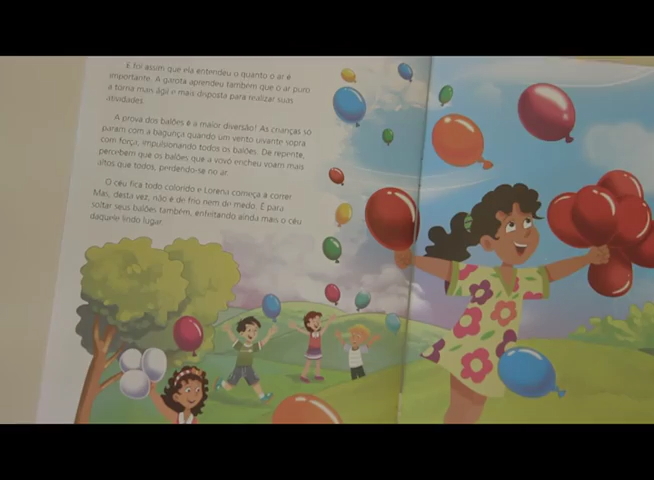 E foi assim que ela entendeu o quanto o ar é
importante. A garota aprendeu também que o ar puro
a torna mais ágil e mais disposta para realizar suas
atividades.
A prova dos balões é a maior diversão! As crianças só
param com a bagunça quando um vento uivante sopra
com força, impulsionando todos os balões. De repente,
percebem que os balões que a vovó encheu voam mais
altos que todos, perdendo-se no ar.
O céu fica todo colorido e Lorena começa a correr.
Mas, desta vez, não é de frio nem de medo. É para
soltar seus balões também, enfeitando ainda mais o céu
daquele lindo lugar.